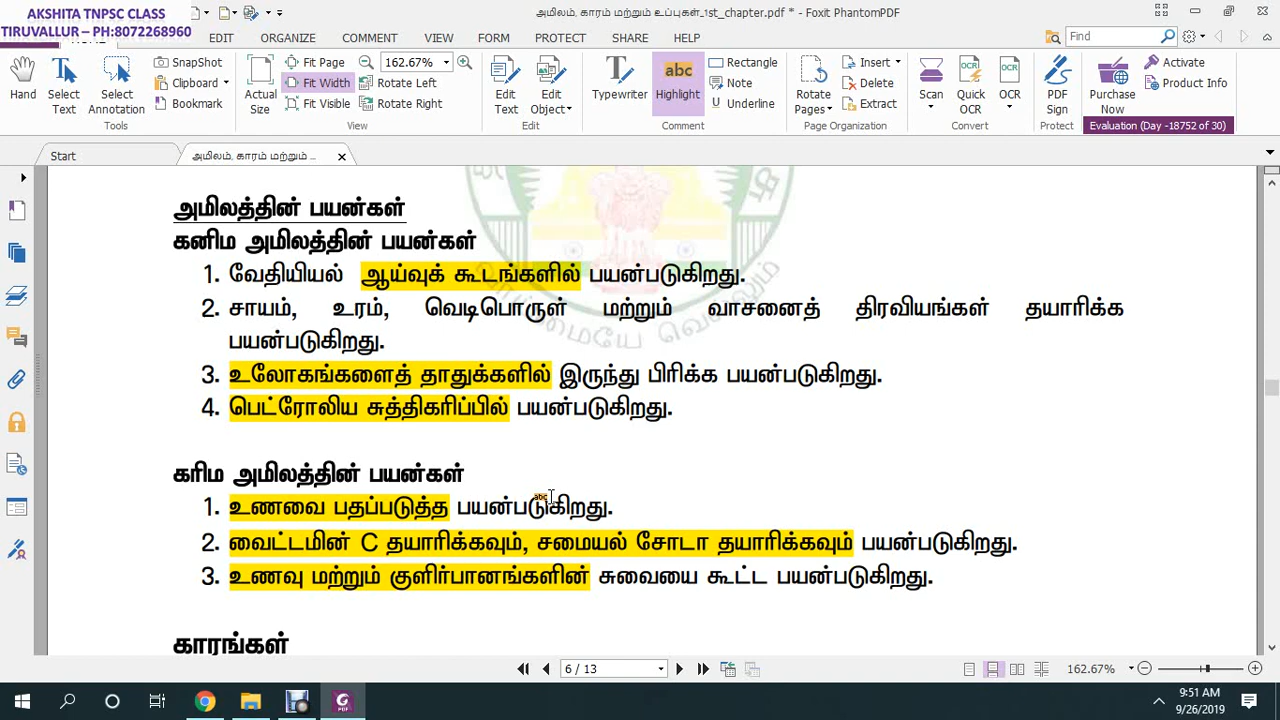 AKSHITA TNPSC CLASS
TIRUVALLUR – PH:8072268960
அமிலம், காரம் மற்றும் உப்புகள்_1st_chapter.pdf * - Foxit PhantomPDF
EDIT ORGANIZE COMMENT VIEW FORM PROTECT SHARE HELP Find
Hand Select Text Select Annotation SnapShot Clipboard Bookmark Tools
Actual Size Fit Page Fit Width Fit Visible 162.67% Rotate Left Rotate Right View
Edit Text Edit Object Edit
Typewriter abc Highlight Rectangle Note Underline Comment
Rotate Pages Insert Delete Extract Page Organization
Scan Quick OCR OCR Convert
PDF Sign Protect
Purchase Now Activate Product Info Evaluation (Day -18752 of 30)
Start அமிலம், காரம் மற்றும் ...
அமிலத்தின் பயன்கள்
கனிம அமிலத்தின் பயன்கள்
1. வேதியியல் ஆய்வுக் கூடங்களில் பயன்படுகிறது.
2. சாயம், உரம், வெடிபொருள் மற்றும் வாசனைத் திரவியங்கள் தயாரிக்க
பயன்படுகிறது.
3. உலோகங்களைத் தாதுக்களில் இருந்து பிரிக்க பயன்படுகிறது.
4. பெட்ரோலிய சுத்திகரிப்பில் பயன்படுகிறது.
கரிம அமிலத்தின் பயன்கள்
1. உணவை பதப்படுத்த பயன்படுகிறது.
2. வைட்டமின் C தயாரிக்கவும், சமையல் சோடா தயாரிக்கவும் பயன்படுகிறது.
3. உணவு மற்றும் குளிர்பானங்களின் சுவையை கூட்ட பயன்படுகிறது.
காரங்கள்
6 / 13 162.67%
9:51 AM
9/26/2019